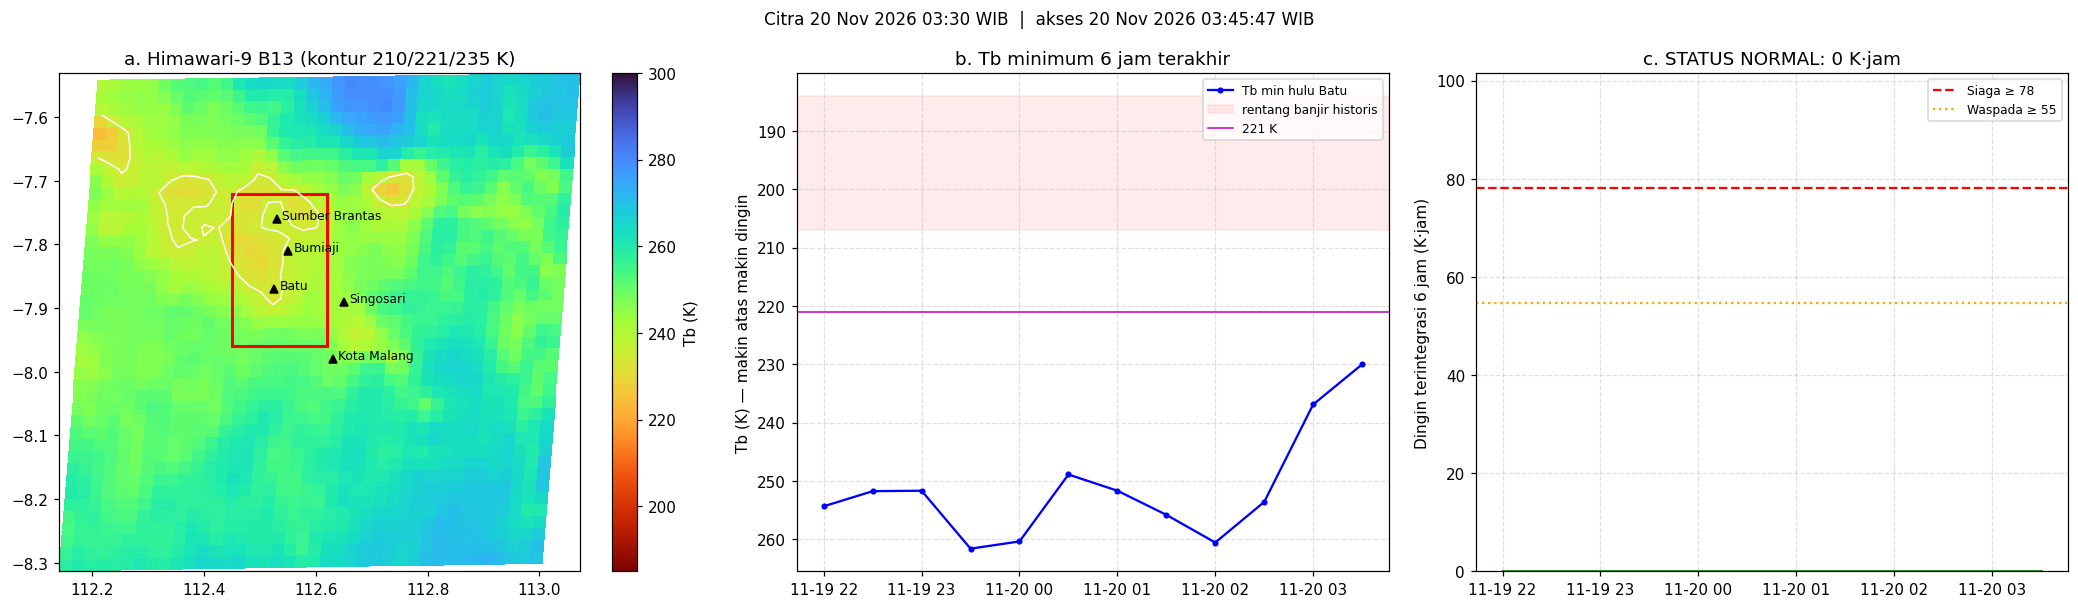 Citra 20 Nov 2026 03:30 WIB | akses 20 Nov 2026 03:45:47 WIB
a. Himawari-9 B13 (kontur 210/221/235 K)
−7.6
−7.7
−7.8
−7.9
−8.0
−8.1
−8.2
−8.3
112.2
112.4
112.6
112.8
113.0
Sumber Brantas
Bumiaji
Batu
Singosari
Kota Malang
300
280
260
240
220
200
Tb (K)
b. Tb minimum 6 jam terakhir
Tb (K) — makin atas makin dingin
190
200
210
220
230
240
250
260
Tb min hulu Batu
rentang banjir historis
221 K
11-19 22
11-19 23
11-20 00
11-20 01
11-20 02
11-20 03
c. STATUS NORMAL: 0 K·jam
Dingin terintegrasi 6 jam (K·jam)
100
80
60
40
20
0
Siaga ≥ 78
Waspada ≥ 55
11-19 22
11-19 23
11-20 00
11-20 01
11-20 02
11-20 03